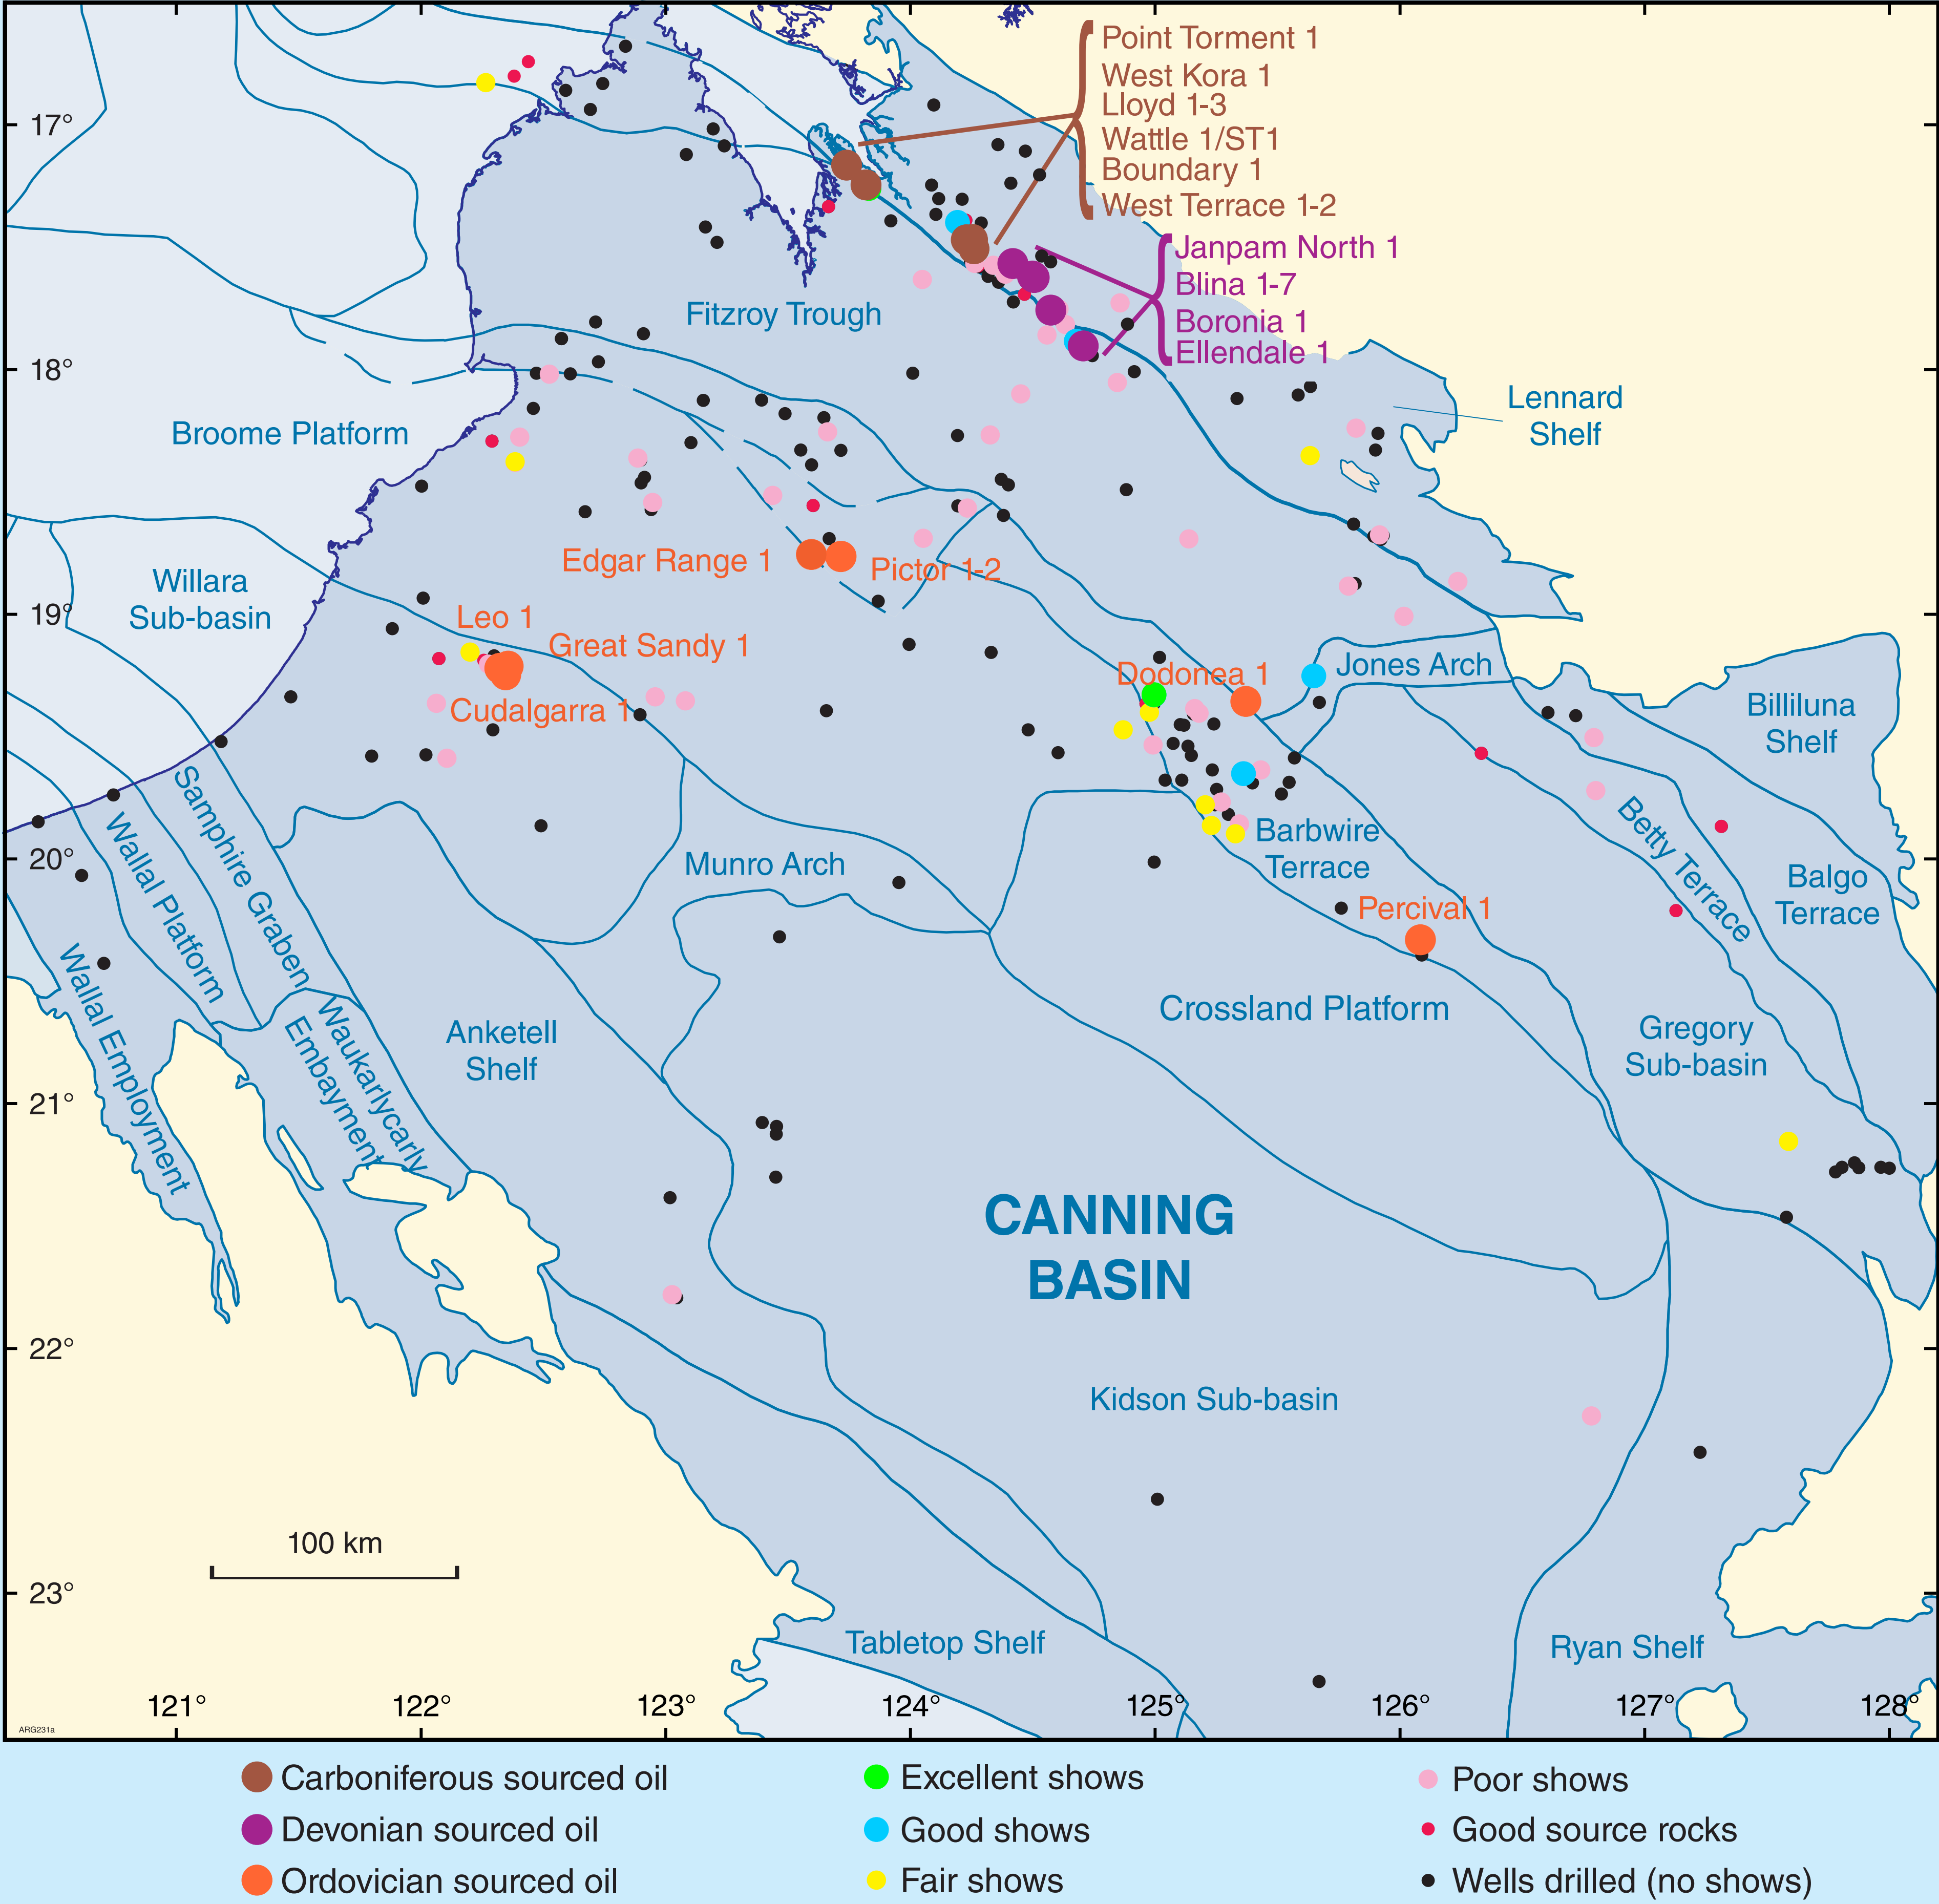 Point Torment 1
West Kora 1
Lloyd 1-3
Wattle 1/ST1
Boundary 1
West Terrace 1-2
17°
Janpam North 1
Blina 1-7
Boronia 1
Ellendale 1
Fitzroy Trough
18°
Broome Platform
Lennard
Shelf
Edgar Range 1
Pictor 1-2
Willara
Sub-basin
19°
Leo 1
Great Sandy 1
Cudalgarra 1
Dodonea 1
Jones Arch
Billiluna
Shelf
Samphire Graben
Wallal Platform
Munro Arch
Barbwire
Terrace
20°
Betty Terrace
Balgo
Terrace
Percival 1
Wallal Employment
Waukarlycarly
Embayment
Anketell
Shelf
Crossland Platform
Gregory
Sub-basin
21°
CANNING
BASIN
22°
Kidson Sub-basin
100 km
23°
Tabletop Shelf
Ryan Shelf
121°
122°
123°
124°
125°
126°
127°
128°
ARG231a
Carboniferous sourced oil
Devonian sourced oil
Ordovician sourced oil
Excellent shows
Good shows
Fair shows
Poor shows
Good source rocks
Wells drilled (no shows)